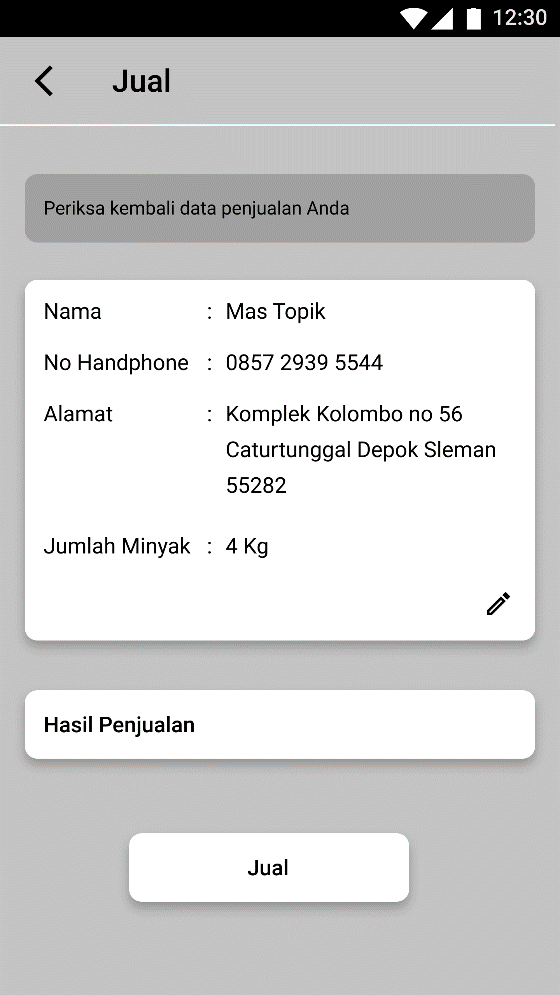 12:30
Jual
Periksa kembali data penjualan Anda
Nama : Mas Topik
No Handphone : 0857 2939 5544
Alamat : Komplek Kolombo no 56
Caturtunggal Depok Sleman
55282
Jumlah Minyak : 4 Kg
Hasil Penjualan
Jual